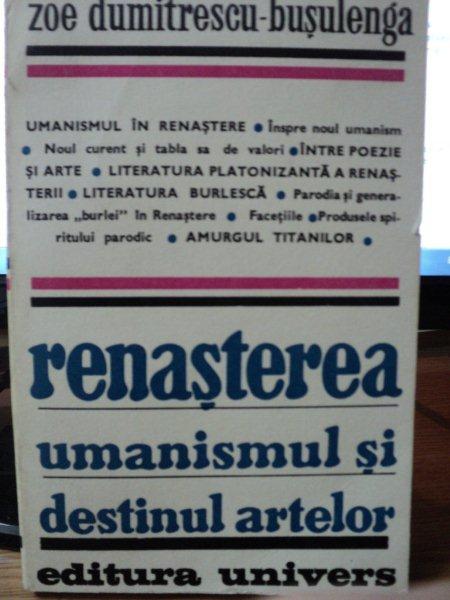 zoe dumitrescu-bușulenga
UMANISMUL ÎN RENAȘTERE • Înspre noul umanism
• Noul curent și tabla sa de valori • ÎNTRE POEZIE
ȘI ARTE • LITERATURA PLATONIZANTĂ A RENAȘ-
TERII • LITERATURA BURLESCĂ • Parodia și genera-
lizarea „burlei" în Renaștere • Facețiile • Produsele spi-
ritului parodic • AMURGUL TITANILOR •
renașterea
umanismul și
destinul artelor
editura univers